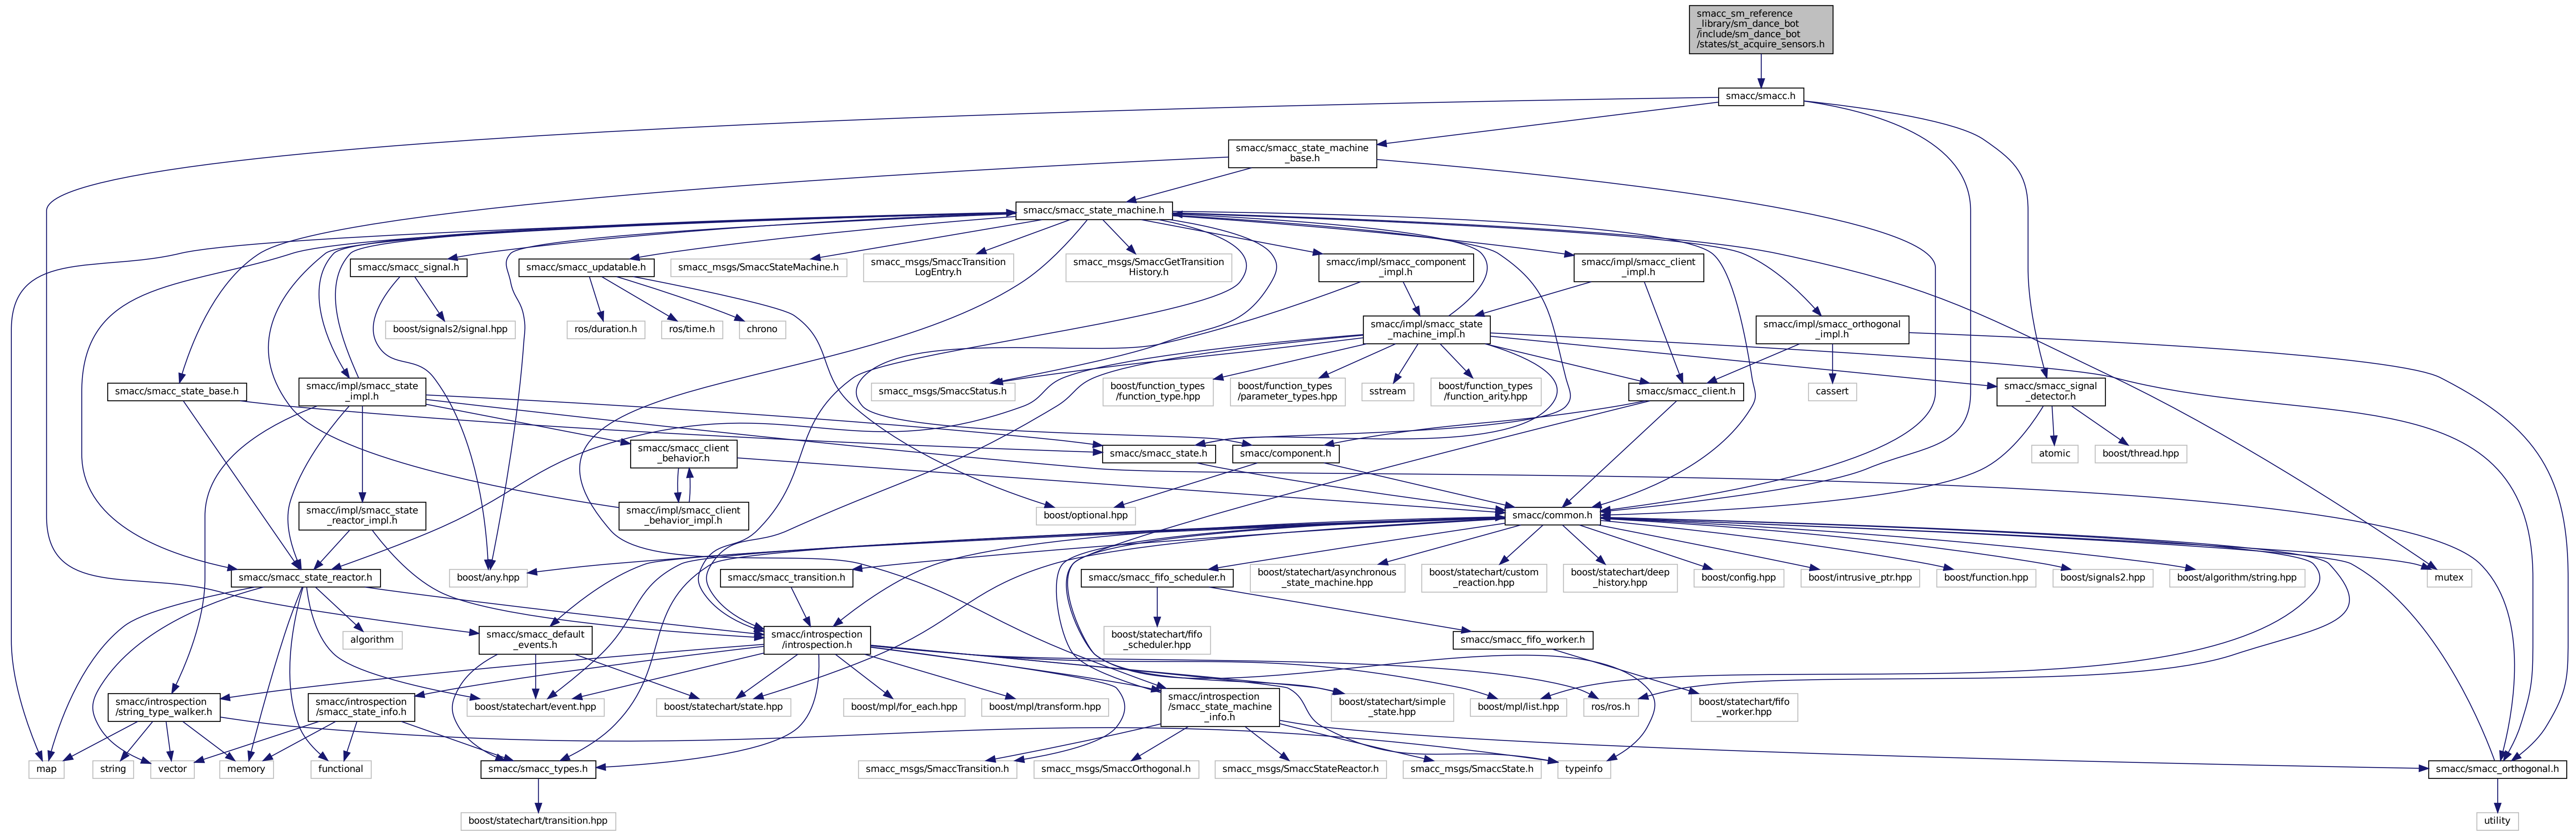 smacc_sm_reference
_library/sm_dance_bot
/include/sm_dance_bot
/states/st_acquire_sensors.h
smacc/smacc.h
smacc/smacc_state_machine
_base.h
smacc/smacc_state_machine.h
smacc/smacc_signal.h
smacc/smacc_updatable.h
smacc_msgs/SmaccStateMachine.h
smacc_msgs/SmaccTransition
LogEntry.h
smacc_msgs/SmaccGetTransition
History.h
smacc/impl/smacc_component
_impl.h
smacc/impl/smacc_client
_impl.h
boost/signals2/signal.hpp
ros/duration.h
ros/time.h
chrono
smacc/impl/smacc_state
_machine_impl.h
smacc/impl/smacc_orthogonal
_impl.h
smacc/smacc_state_base.h
smacc/impl/smacc_state
_impl.h
smacc_msgs/SmaccStatus.h
boost/function_types
/function_type.hpp
boost/function_types
/parameter_types.hpp
sstream
boost/function_types
/function_arity.hpp
smacc/smacc_client.h
cassert
smacc/smacc_signal
_detector.h
smacc/smacc_client
_behavior.h
smacc/smacc_state.h
smacc/component.h
atomic
boost/thread.hpp
smacc/impl/smacc_state
_reactor_impl.h
smacc/impl/smacc_client
_behavior_impl.h
boost/optional.hpp
smacc/common.h
smacc/smacc_state_reactor.h
boost/any.hpp
smacc/smacc_transition.h
smacc/smacc_fifo_scheduler.h
boost/statechart/asynchronous
_state_machine.hpp
boost/statechart/custom
_reaction.hpp
boost/statechart/deep
_history.hpp
boost/config.hpp
boost/intrusive_ptr.hpp
boost/function.hpp
boost/signals2.hpp
boost/algorithm/string.hpp
mutex
algorithm
smacc/smacc_default
_events.h
smacc/introspection
/introspection.h
boost/statechart/fifo
_scheduler.hpp
smacc/smacc_fifo_worker.h
smacc/introspection
/string_type_walker.h
smacc/introspection
/smacc_state_info.h
boost/statechart/event.hpp
boost/statechart/state.hpp
boost/mpl/for_each.hpp
boost/mpl/transform.hpp
smacc/introspection
/smacc_state_machine
_info.h
boost/statechart/simple
_state.hpp
boost/mpl/list.hpp
ros/ros.h
boost/statechart/fifo
_worker.hpp
map
string
vector
memory
functional
smacc/smacc_types.h
smacc_msgs/SmaccTransition.h
smacc_msgs/SmaccOrthogonal.h
smacc_msgs/SmaccStateReactor.h
smacc_msgs/SmaccState.h
typeinfo
smacc/smacc_orthogonal.h
boost/statechart/transition.hpp
utility